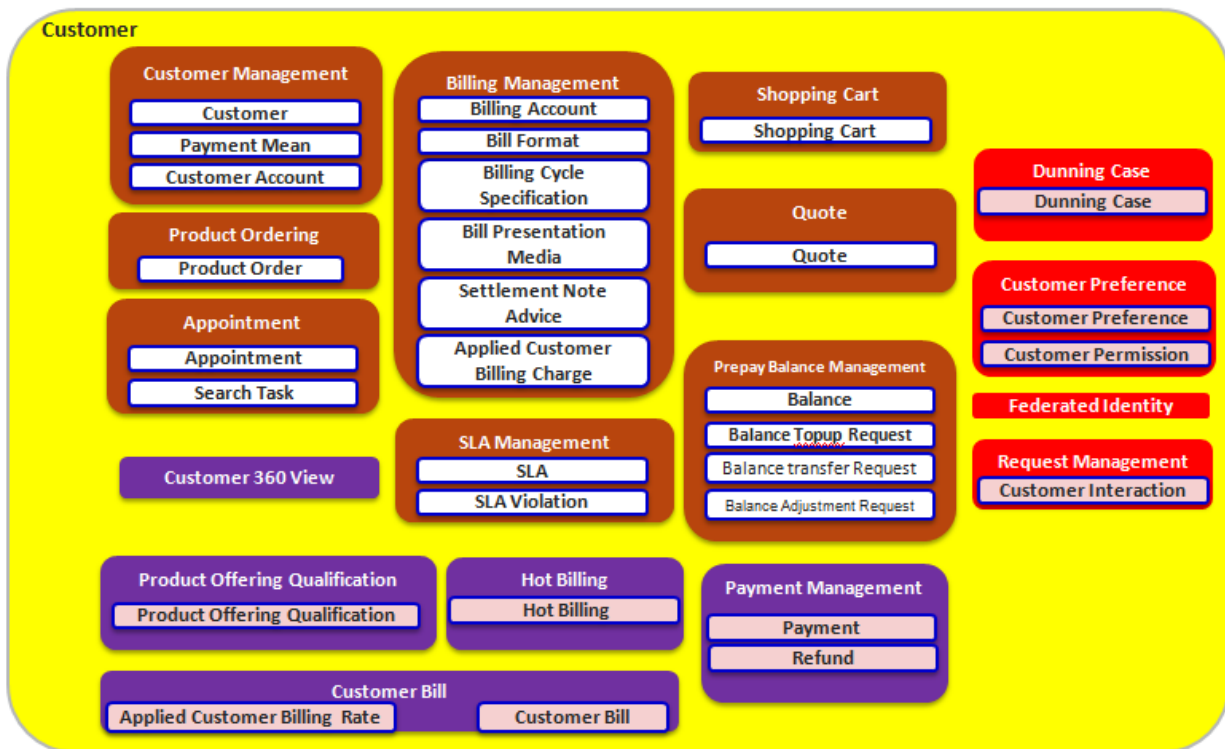 Customer
Customer Management
Customer
Payment Mean
Customer Account
Product Ordering
Product Order
Appointment
Appointment
Search Task
Customer 360 View
Billing Management
Billing Account
Bill Format
Billing Cycle
Specification
Bill Presentation
Media
Settlement Note
Advice
Applied Customer
Billing Charge
SLA Management
SLA
SLA Violation
Shopping Cart
Shopping Cart
Quote
Quote
Prepay Balance Management
Balance
Balance Topup Request
Balance transfer Request
Balance Adjustment Request
Dunning Case
Dunning Case
Customer Preference
Customer Preference
Customer Permission
Federated Identity
Request Management
Customer Interaction
Product Offering Qualification
Product Offering Qualification
Hot Billing
Hot Billing
Payment Management
Payment
Refund
Customer Bill
Applied Customer Billing Rate
Customer Bill